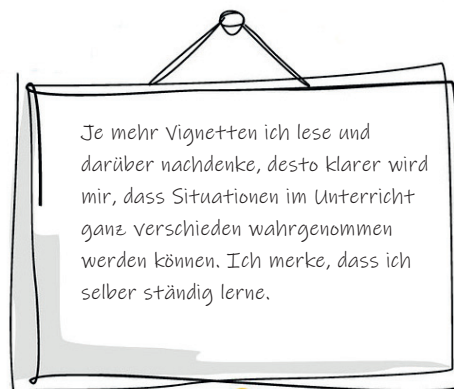 Je mehr Vignetten ich lese und
darüber nachdenke, desto klarer wird
mir, dass Situationen im Unterricht
ganz verschieden wahrgenommen
werden können. Ich merke, dass ich
selber ständig lerne.